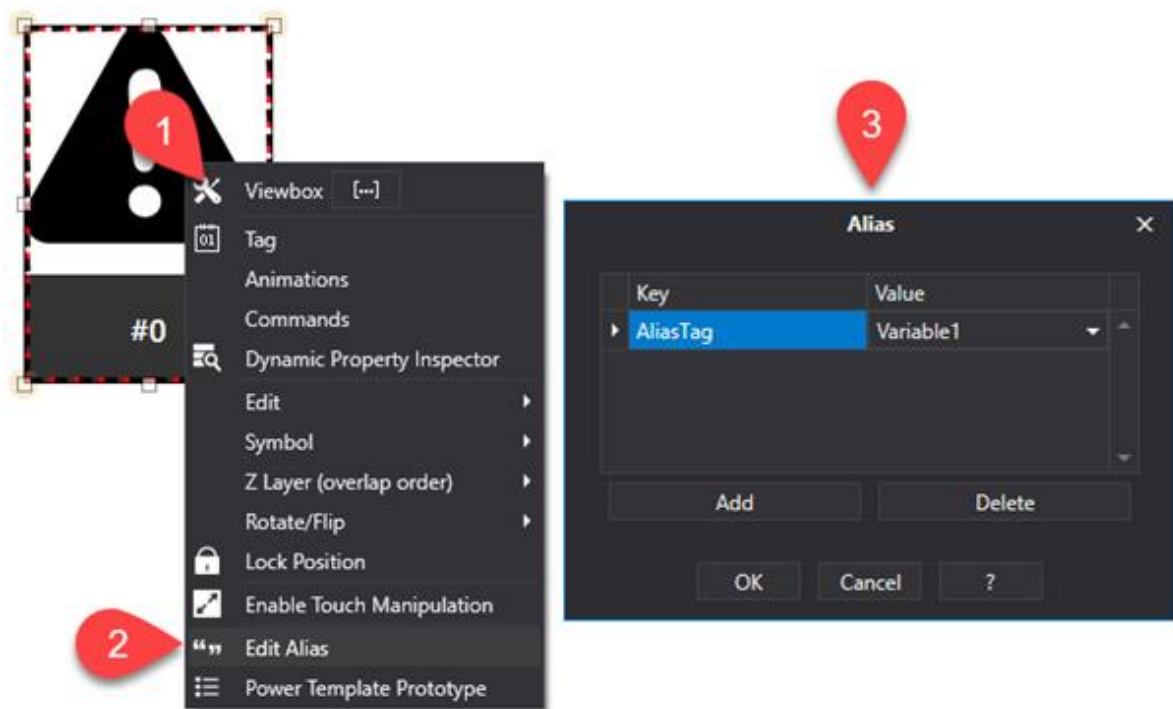 1
Viewbox [...]
01 Tag
Animations
Commands
#0
Dynamic Property Inspector
Edit
Symbol
Z Layer (overlap order)
Rotate/Flip
Lock Position
Enable Touch Manipulation
2
“„ Edit Alias
Power Template Prototype
3
Alias
Key Value
AliasTag Variable1
Add Delete
OK Cancel ?